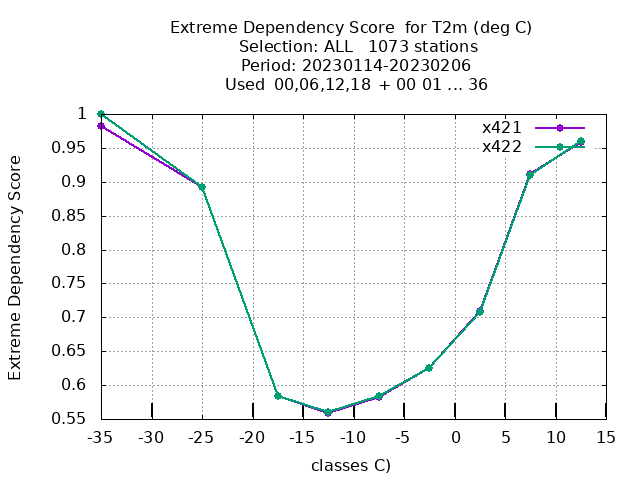 Extreme Dependency Score  for T2m (deg C)
Selection: ALL   1073 stations
Period: 20230114-20230206
Used  00,06,12,18 + 00 01 ... 36
x421
x422
Extreme Dependency Score
1
0.95
0.9
0.85
0.8
0.75
0.7
0.65
0.6
0.55
-35 -30 -25 -20 -15 -10 -5 0 5 10 15
classes C)